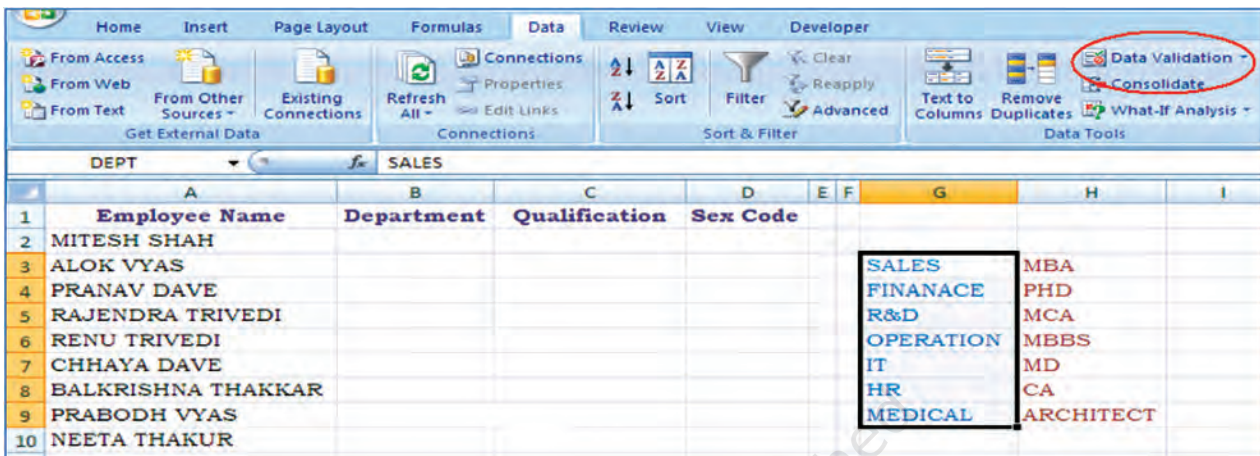 Home Insert Page Layout Formulas Data Review View Developer
From Access
From Web
From Text
From Other Sources
Existing Connections
Get External Data
Refresh All
Connections
Properties
Edit Links
Connections
Sort
Filter
Clear
Reapply
Advanced
Sort & Filter
Text to Columns
Remove Duplicates
Data Validation
Consolidate
What-If Analysis
Data Tools
DEPT fx SALES
A B C D E F G H I
1 Employee Name Department Qualification Sex Code
2 MITESH SHAH
3 ALOK VYAS SALES MBA
4 PRANAV DAVE FINANACE PHD
5 RAJENDRA TRIVEDI R&D MCA
6 RENU TRIVEDI OPERATION MBBS
7 CHHAYA DAVE IT MD
8 BALKRISHNA THAKKAR HR CA
9 PRABODH VYAS MEDICAL ARCHITECT
10 NEETA THAKUR